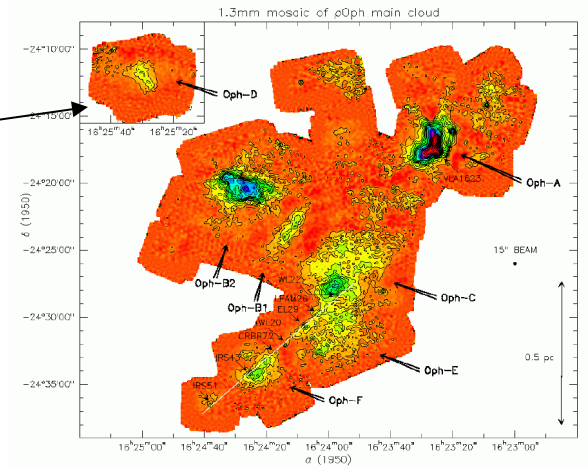 1.3mm mosaic of ρOph main cloud
-24°10'00"
Oph-D
-24°15'00"
16ʰ25ᵐ40ˢ 16ʰ25ᵐ20ˢ
VLA1623
Oph-A
-24°20'00"
δ (1950)
-24°25'00"
15" BEAM
Oph-B2
Oph-B1
WL22
LFAM26
EL29
Oph-C
-24°30'00"
WL20
CRBR72
IRS43
Oph-E
0.5 pc
-24°35'00"
IRS51
Oph-F
16ʰ25ᵐ00ˢ 16ʰ24ᵐ40ˢ 16ʰ24ᵐ20ˢ 16ʰ24ᵐ00ˢ 16ʰ23ᵐ40ˢ 16ʰ23ᵐ20ˢ 16ʰ23ᵐ00ˢ
α (1950)